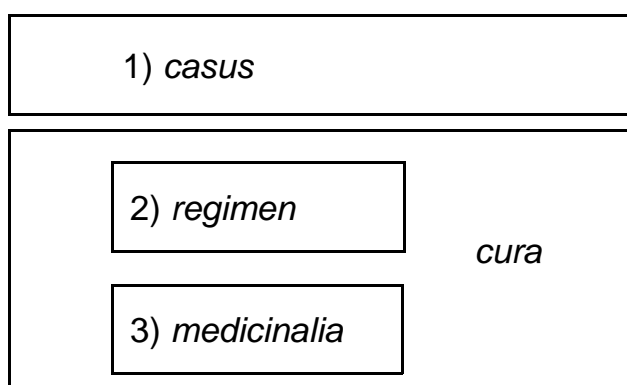 1) casus
2) regimen
cura
3) medicinalia